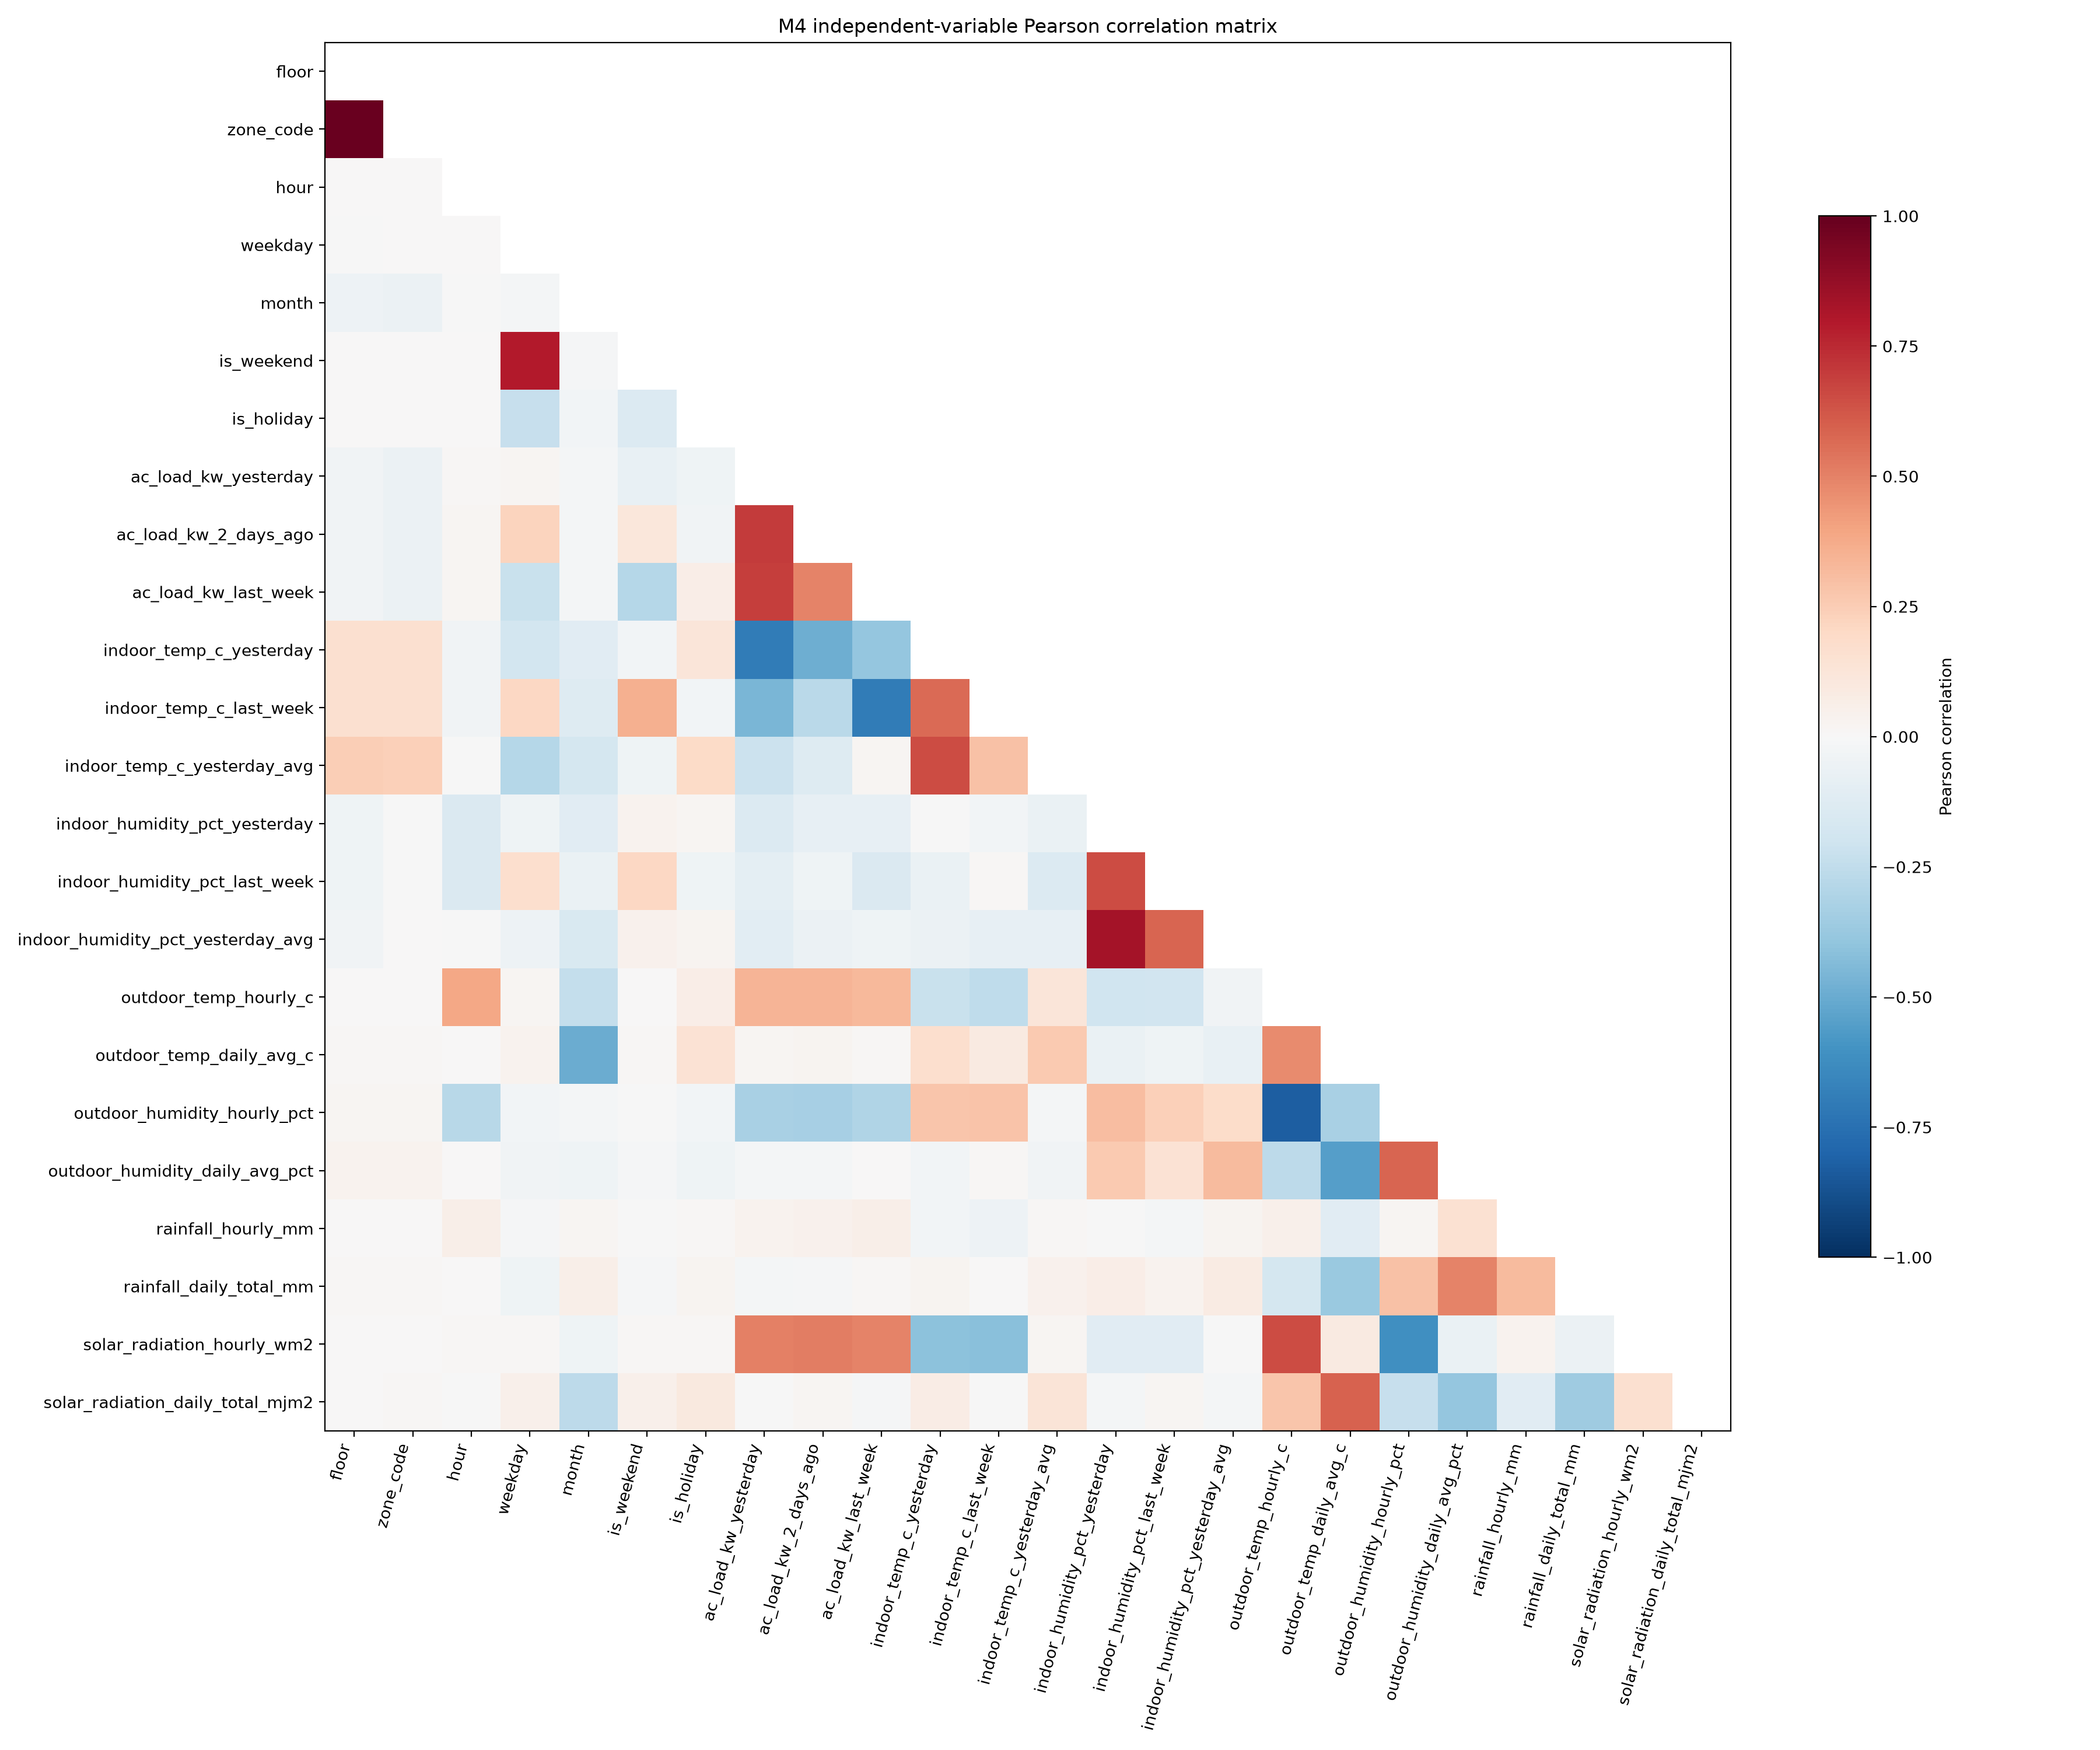 M4 independent-variable Pearson correlation matrix
floor
zone_code
hour
weekday
month
is_weekend
is_holiday
ac_load_kw_yesterday
ac_load_kw_2_days_ago
ac_load_kw_last_week
indoor_temp_c_yesterday
indoor_temp_c_last_week
indoor_temp_c_yesterday_avg
indoor_humidity_pct_yesterday
indoor_humidity_pct_last_week
indoor_humidity_pct_yesterday_avg
outdoor_temp_hourly_c
outdoor_temp_daily_avg_c
outdoor_humidity_hourly_pct
outdoor_humidity_daily_avg_pct
rainfall_hourly_mm
rainfall_daily_total_mm
solar_radiation_hourly_wm2
solar_radiation_daily_total_mjm2
floor
zone_code
hour
weekday
month
is_weekend
is_holiday
ac_load_kw_yesterday
ac_load_kw_2_days_ago
ac_load_kw_last_week
indoor_temp_c_yesterday
indoor_temp_c_last_week
indoor_temp_c_yesterday_avg
indoor_humidity_pct_yesterday
indoor_humidity_pct_last_week
indoor_humidity_pct_yesterday_avg
outdoor_temp_hourly_c
outdoor_temp_daily_avg_c
outdoor_humidity_hourly_pct
outdoor_humidity_daily_avg_pct
rainfall_hourly_mm
rainfall_daily_total_mm
solar_radiation_hourly_wm2
solar_radiation_daily_total_mjm2
1.00
0.75
0.50
0.25
0.00
−0.25
−0.50
−0.75
−1.00
Pearson correlation